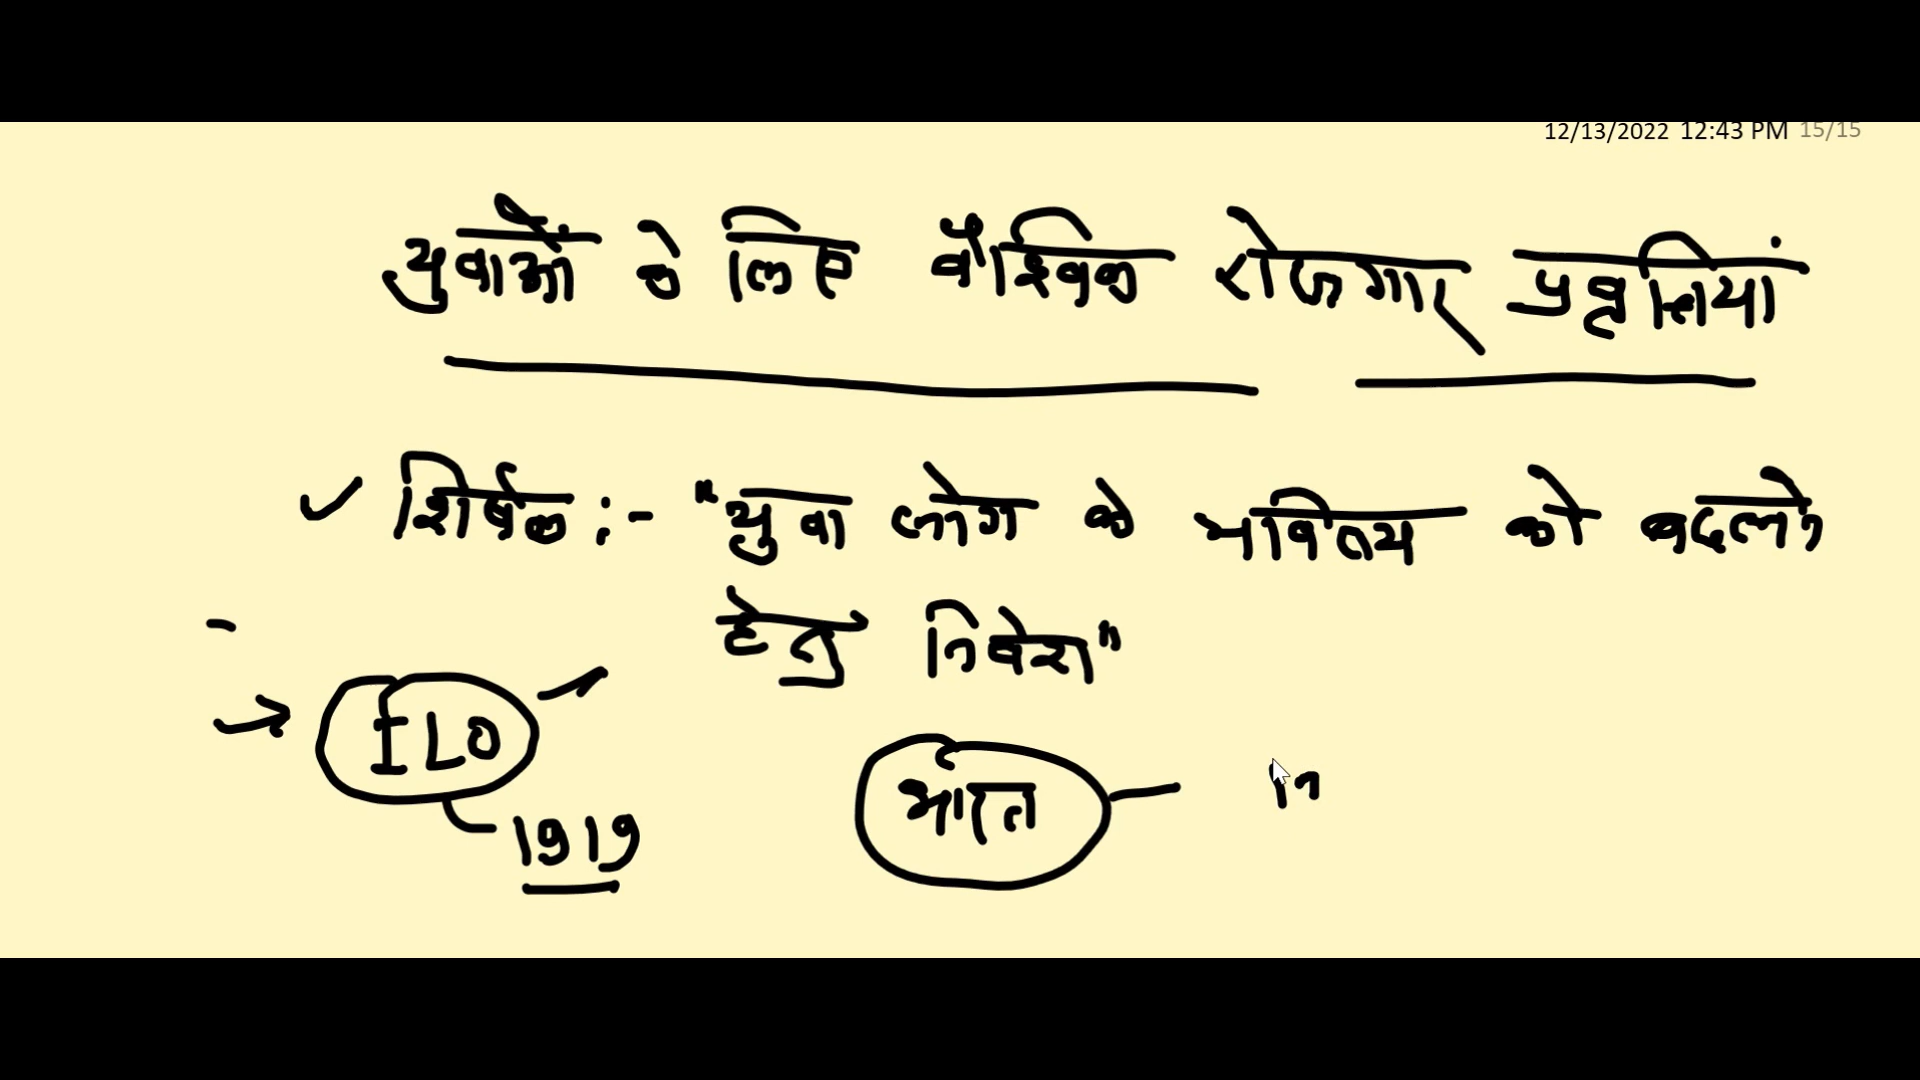 12/13/2022 12:43 PM 15/15
युवाओं के लिए वैश्विक रोजगार प्रवृत्तियां
शिर्षक :- "युवा लोग के भविष्य को बदलने
हेतु निवेश"
ILO
1919
भारत